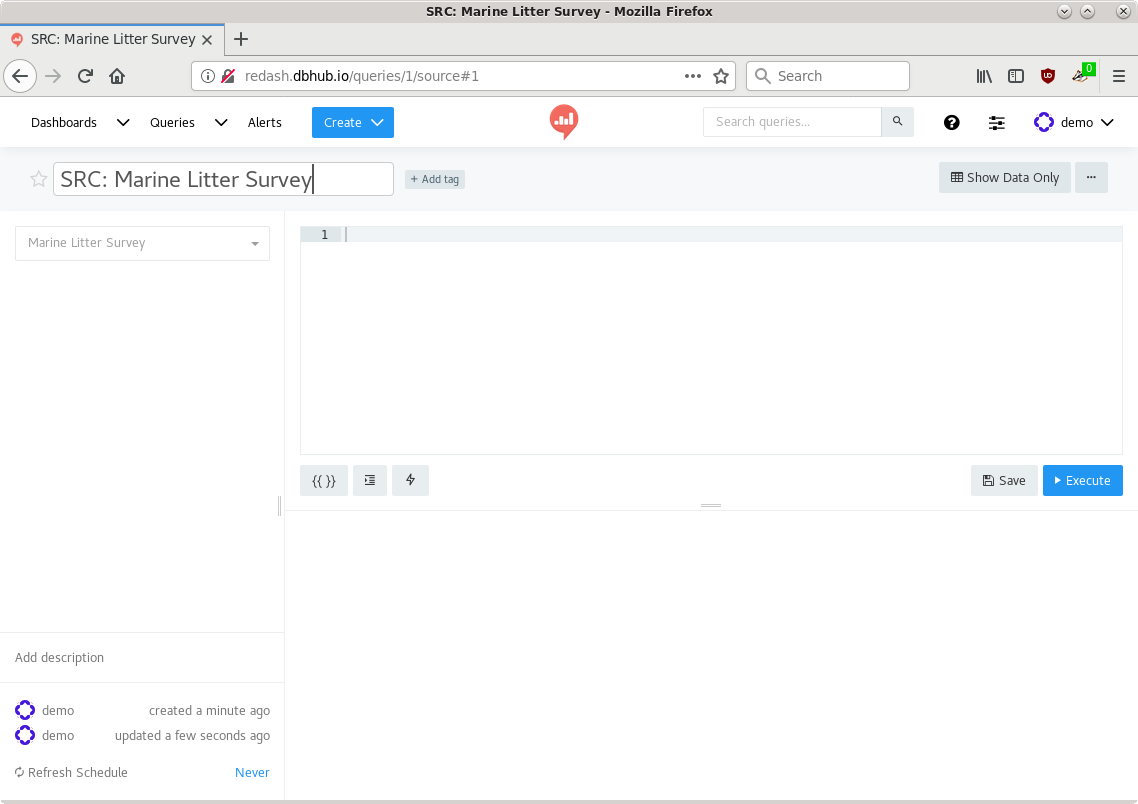 SRC: Marine Litter Survey - Mozilla Firefox
SRC: Marine Litter Survey
redash.dbhub.io/queries/1/source#1
Search
0
Dashboards
Queries
Alerts
Create
Search queries...
demo
SRC: Marine Litter Survey
+ Add tag
Show Data Only
Marine Litter Survey
1
{{ }}
Save
Execute
Add description
demo created a minute ago
demo updated a few seconds ago
Refresh Schedule Never